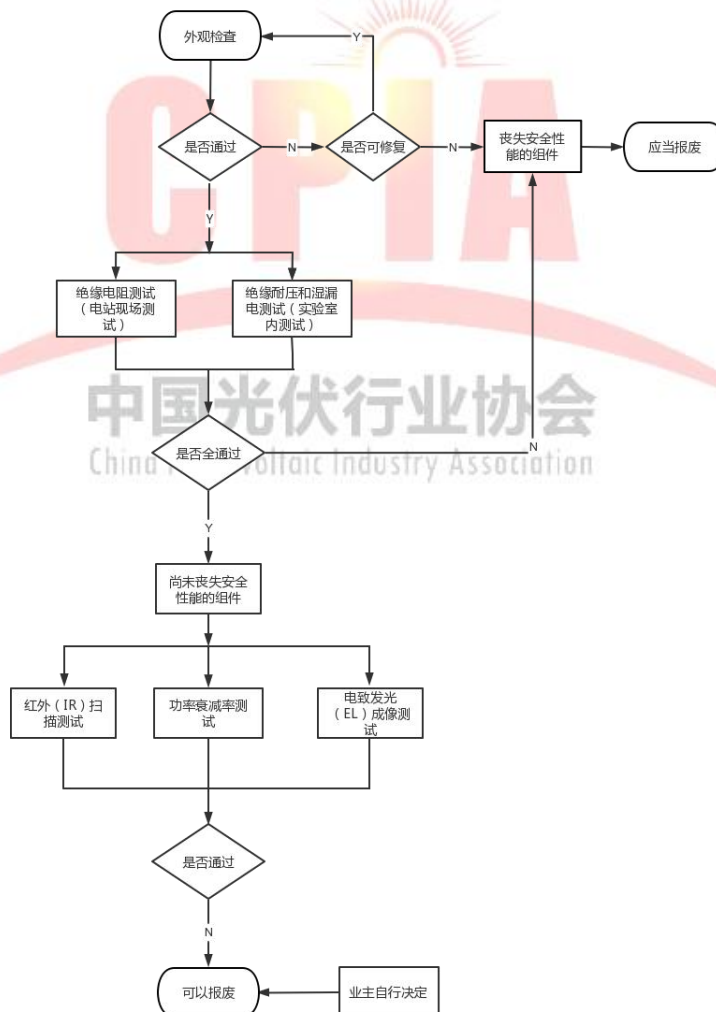 CPIA
外观检查
Y
是否通过
N
是否可修复
N
丧失安全性
能的组件
应当报废
Y
绝缘电阻测试
（电站现场测
试）
绝缘耐压和湿漏
电测试（实验室
内测试）
中国光伏行业协会
是否全通过
N
China Photovoltaic Industry Association
Y
尚未丧失安全
性能的组件
红外（IR）扫
描测试
功率衰减率测
试
电致发光
（EL）成像测
试
是否通过
N
可以报废
业主自行决定